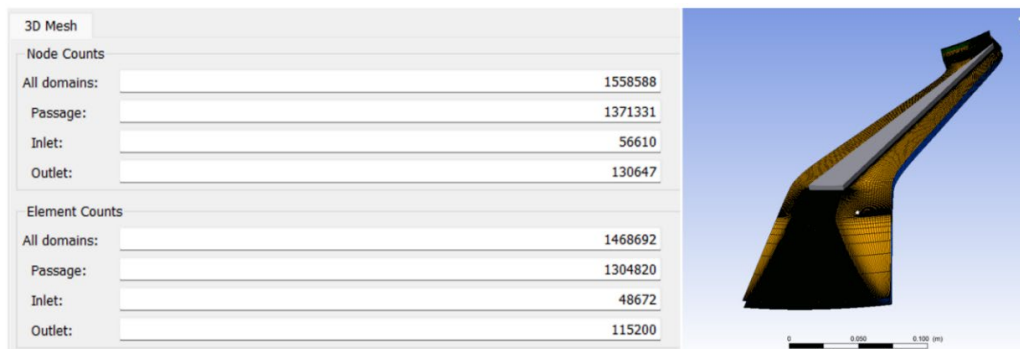 3D Mesh
Node Counts
All domains: 1558588
Passage: 1371331
Inlet: 56610
Outlet: 130647
Element Counts
All domains: 1468692
Passage: 1304820
Inlet: 48672
Outlet: 115200
0 0.050 0.100 (m)